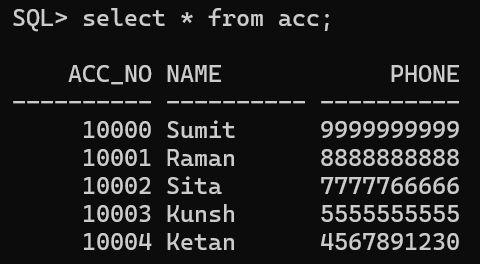 SQL> select * from acc;
ACC_NO NAME PHONE
---------- ---------- ----------
10000 Sumit 9999999999
10001 Raman 8888888888
10002 Sita 7777766666
10003 Kunsh 5555555555
10004 Ketan 4567891230